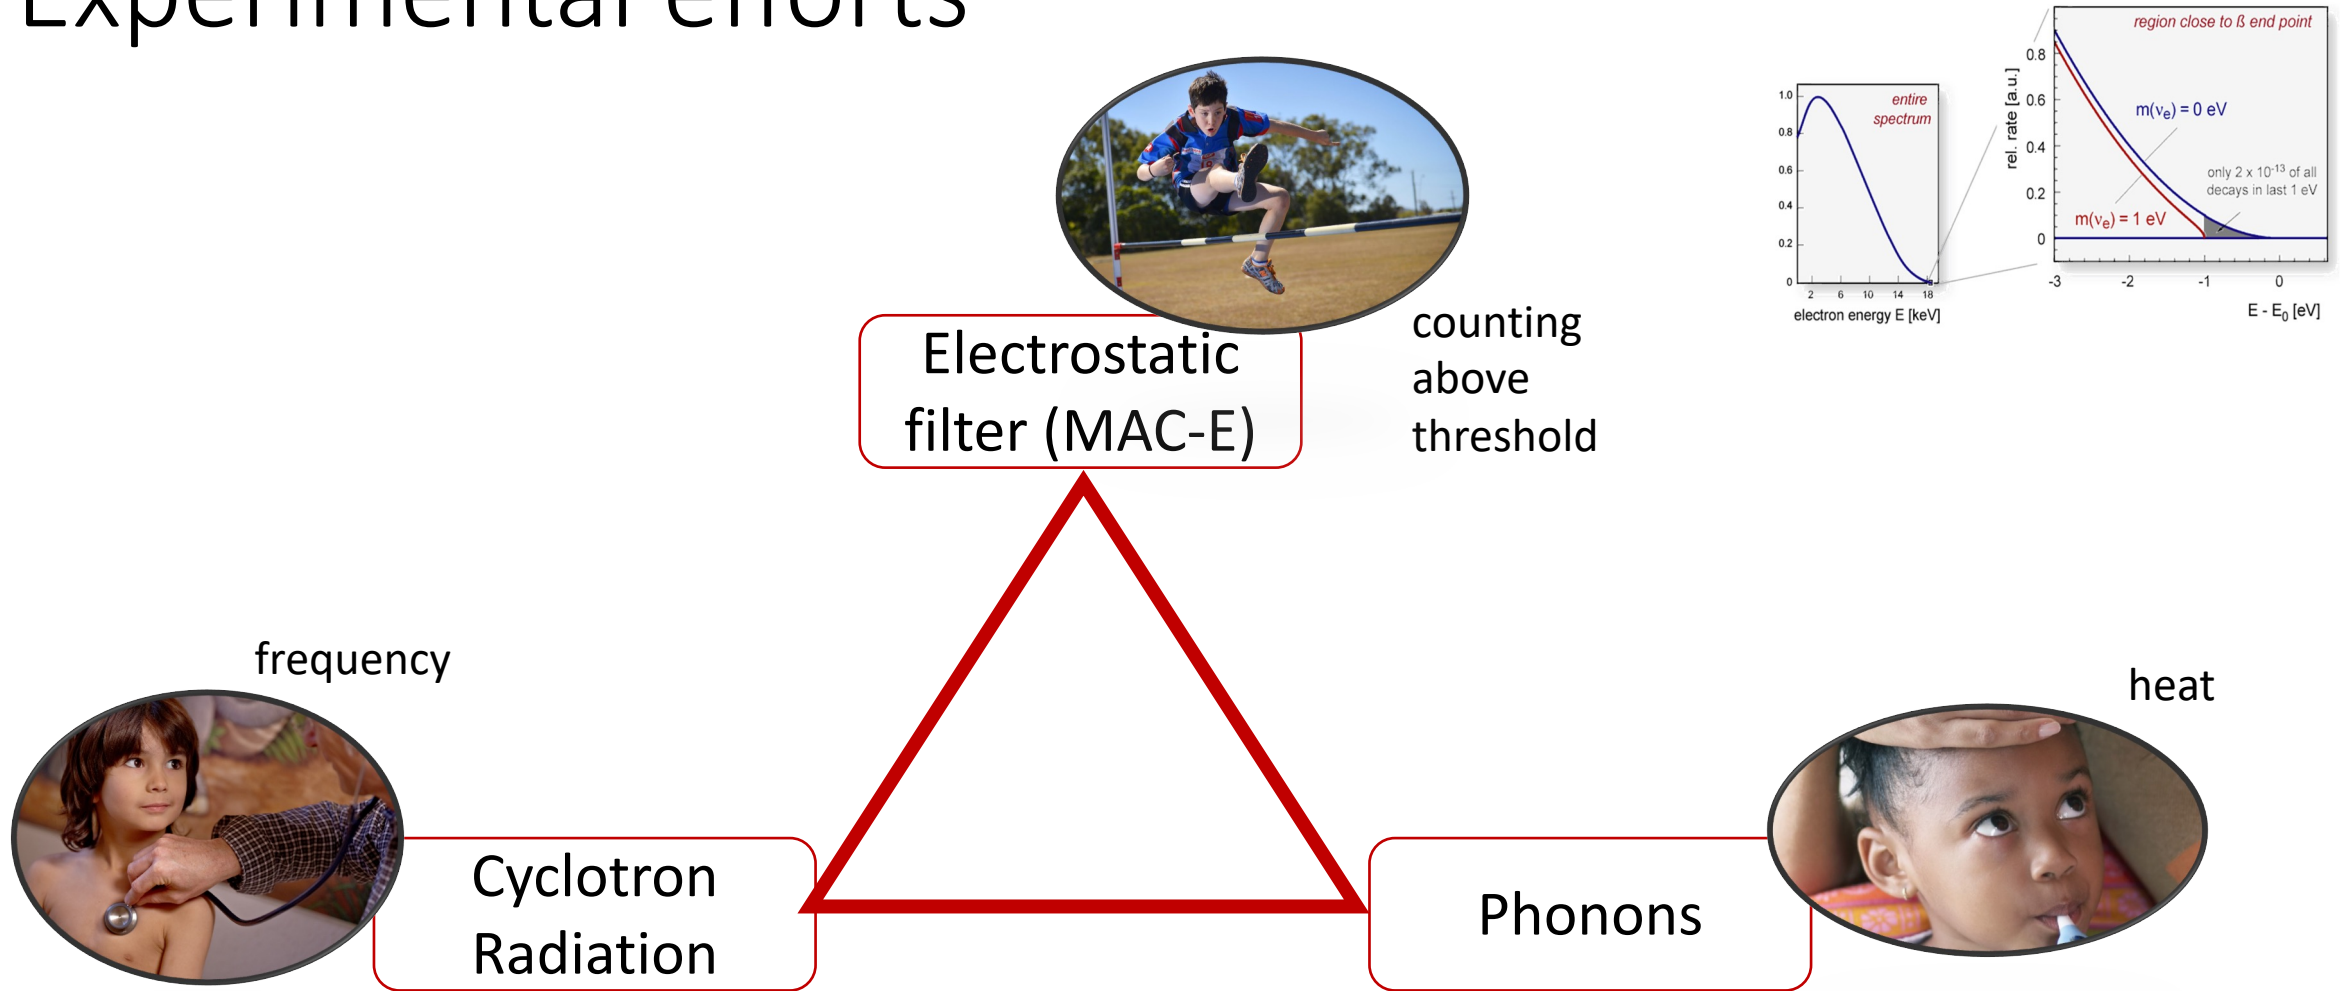 Experimental efforts
region close to ß end point
rel. rate [a.u.]
0.8
0.6
0.4
0.2
0
m(νe) = 0 eV
only 2 x 10-13 of all
decays in last 1 eV
m(νe) = 1 eV
-3 -2 -1 0
E - E0 [eV]
entire
spectrum
1.0
0.8
0.6
0.4
0.2
0
2 6 10 14 18
electron energy E [keV]
Electrostatic
filter (MAC-E)
counting
above
threshold
frequency
heat
Cyclotron
Radiation
Phonons